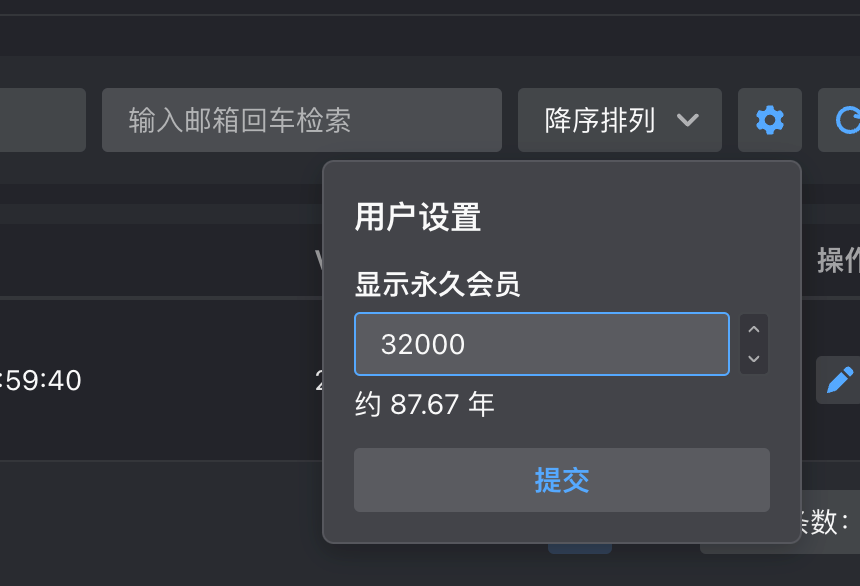 输入邮箱回车检索
降序排列
用户设置
显示永久会员
操作
32000
:59:40
约 87.67 年
提交
条数: